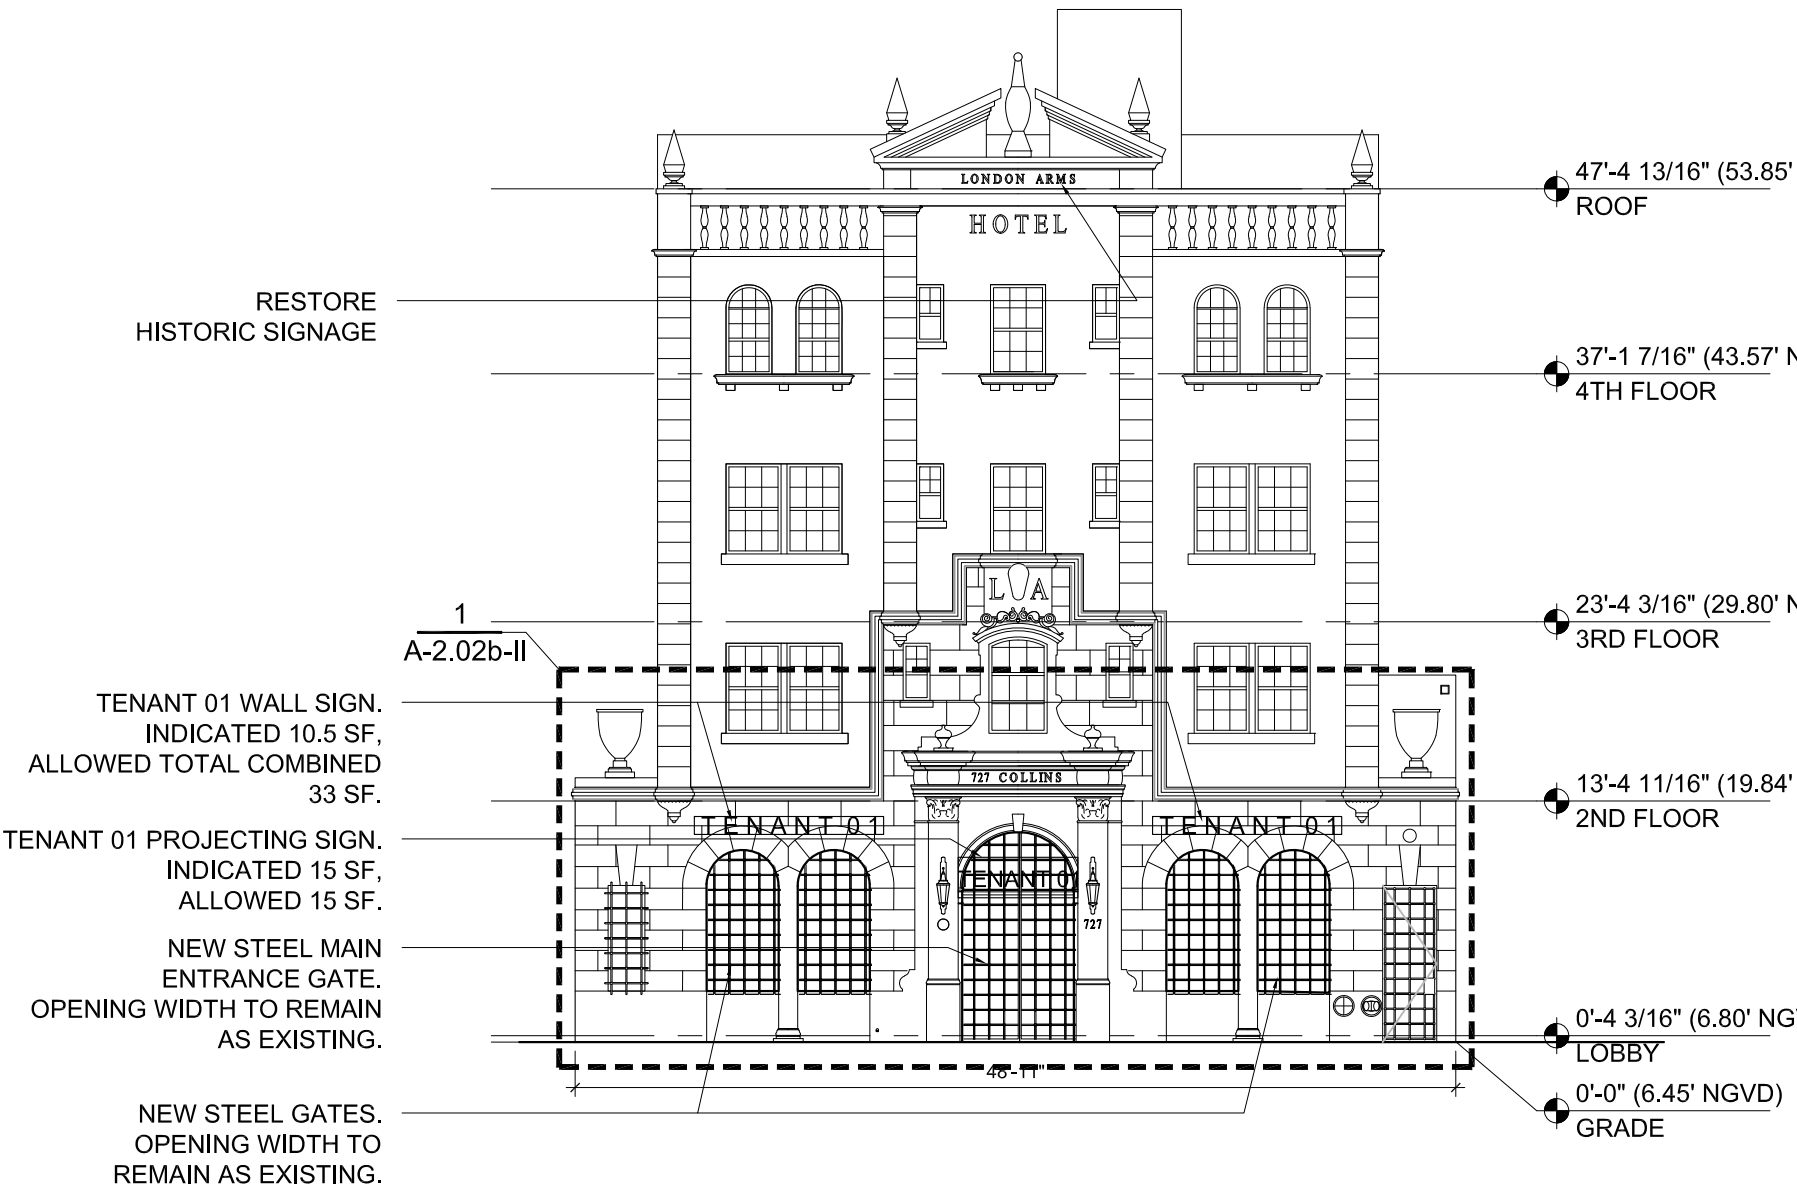 LONDON ARMS
HOTEL
47'-4 13/16" (53.85'
ROOF
RESTORE
HISTORIC SIGNAGE
37'-1 7/16" (43.57' N
4TH FLOOR
L A
1
A-2.02b-II
23'-4 3/16" (29.80' N
3RD FLOOR
TENANT 01 WALL SIGN.
INDICATED 10.5 SF,
ALLOWED TOTAL COMBINED
33 SF.
727 COLLINS
13'-4 11/16" (19.84'
2ND FLOOR
TENANT 01
TENANT 01
TENANT 01 PROJECTING SIGN.
INDICATED 15 SF,
ALLOWED 15 SF.
TENANT 0
727
NEW STEEL MAIN
ENTRANCE GATE.
OPENING WIDTH TO REMAIN
AS EXISTING.
0'-4 3/16" (6.80' NG
LOBBY
48'-11"
0'-0" (6.45' NGVD)
GRADE
NEW STEEL GATES.
OPENING WIDTH TO
REMAIN AS EXISTING.